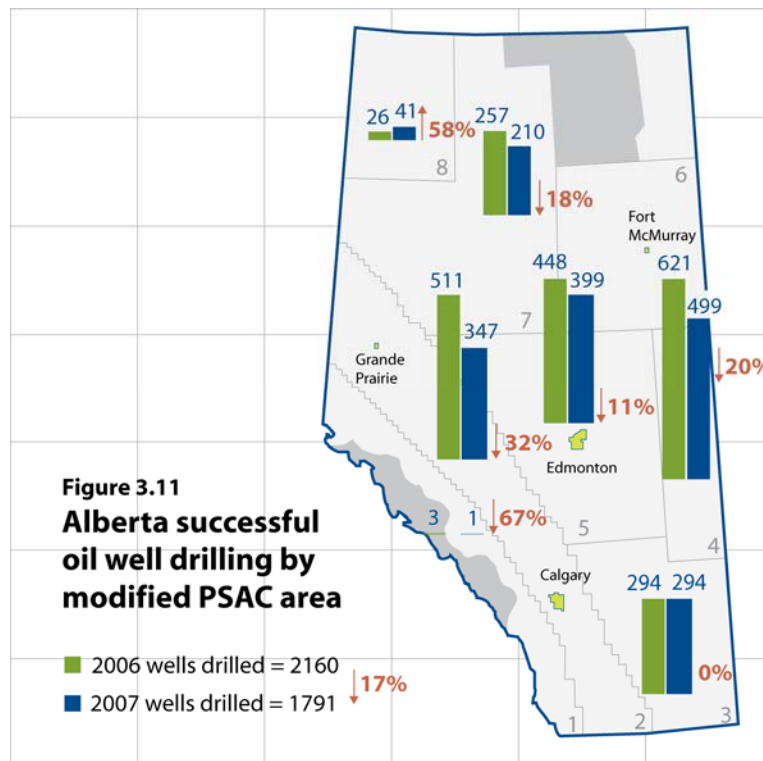 26 41
58%
8
257
210
18%
6
Fort
McMurray
621
499
20%
448
399
11%
7
511
347
32%
Grande
Prairie
Edmonton
5
4
3 1
67%
Calgary
294 294
0%
1
2
3
Figure 3.11
Alberta successful
oil well drilling by
modified PSAC area
2006 wells drilled = 2160
2007 wells drilled = 1791
17%